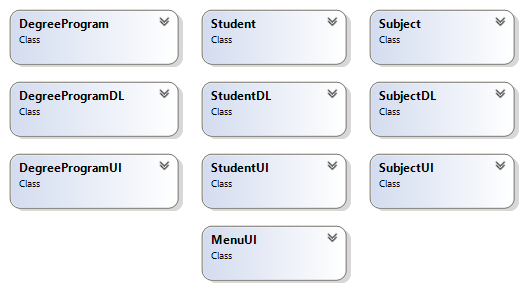 DegreeProgram
Class
Student
Class
Subject
Class
DegreeProgramDL
Class
StudentDL
Class
SubjectDL
Class
DegreeProgramUI
Class
StudentUI
Class
SubjectUI
Class
MenuUI
Class